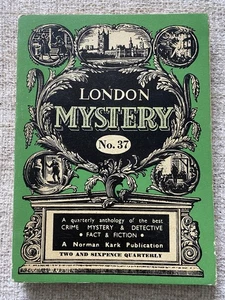 LONDON
MYSTERY
No. 37
A quarterly anthology of the best
CRIME MYSTERY & DETECTIVE
• FACT & FICTION •
A Norman Kark Publication
TWO AND SIXPENCE QUARTERLY